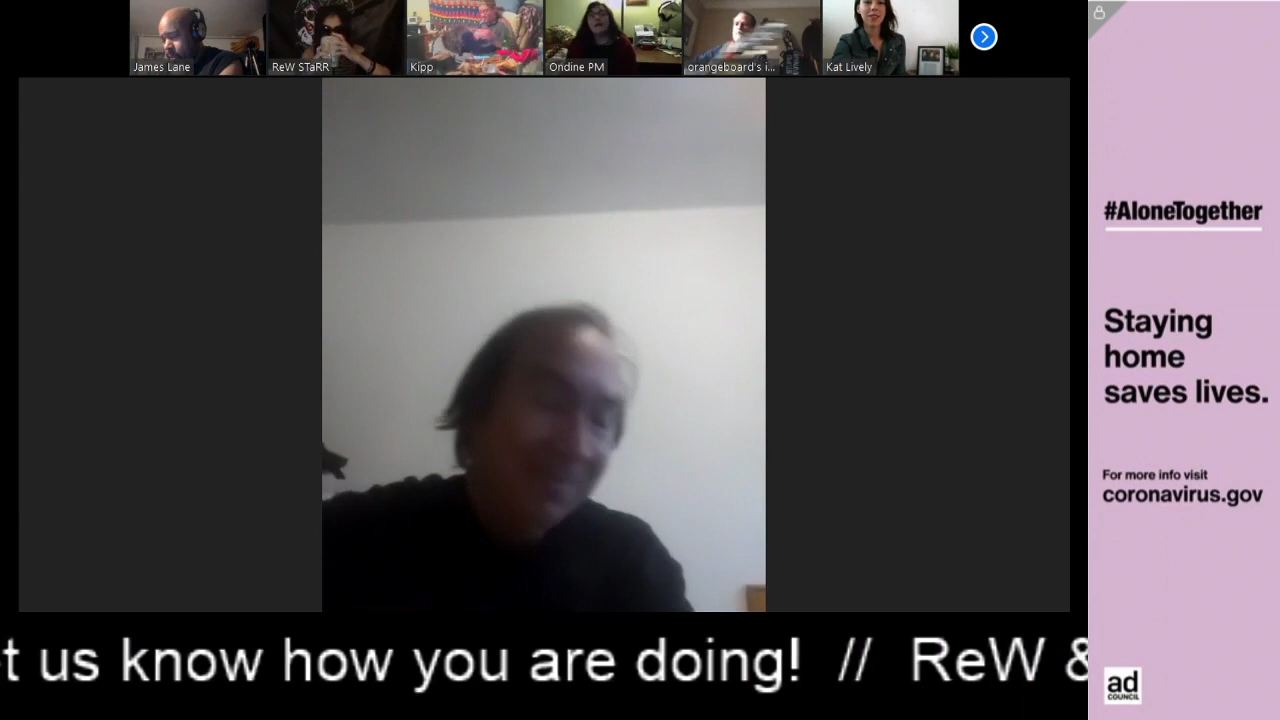 James Lane
ReW STaRR
Kipp
Ondine PM
orangeboard's i...
Kat Lively
#AloneTogether
Staying
home
saves lives.
For more info visit
coronavirus.gov
t us know how you are doing!  //  ReW &
ad
COUNCIL